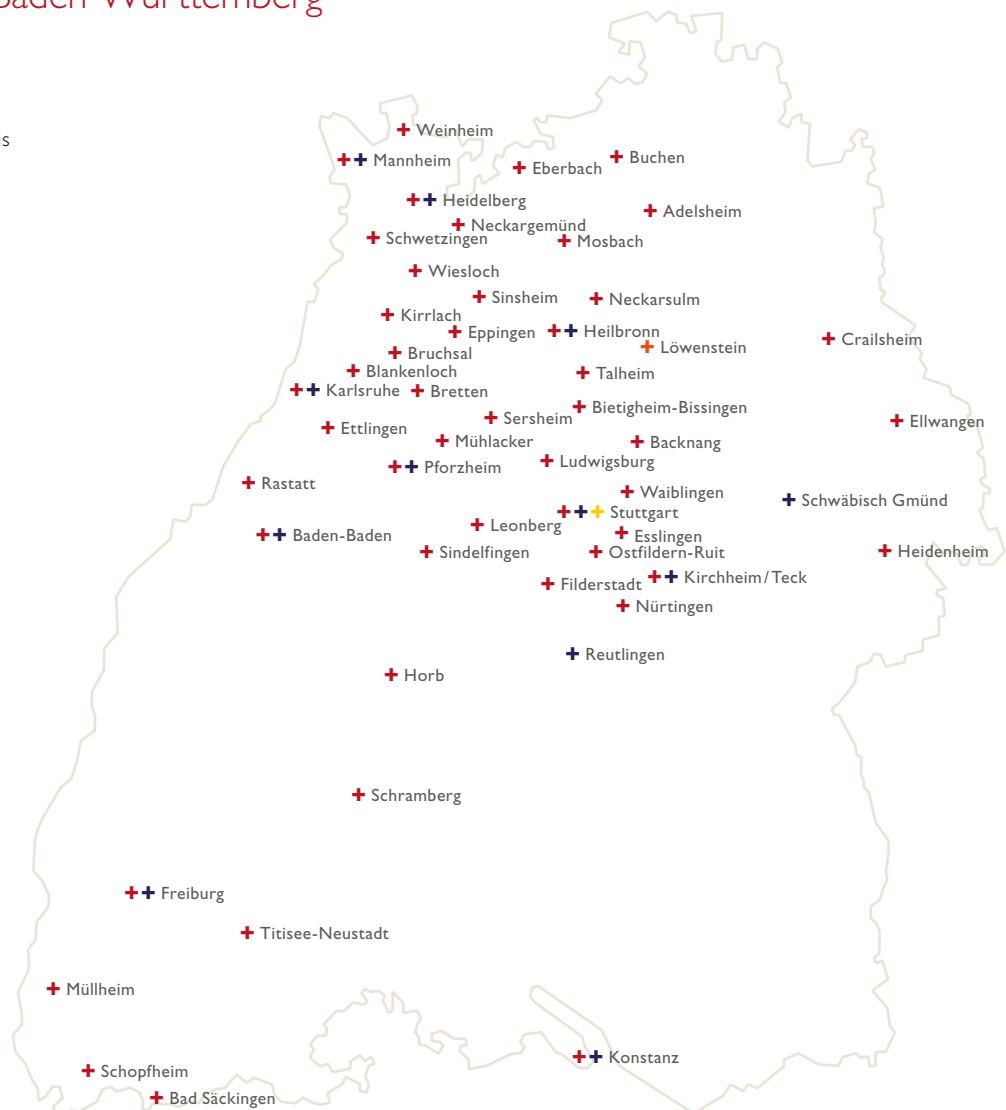 Baden-Württemberg
is
Weinheim
Mannheim
Buchen
Eberbach
Heidelberg
Adelsheim
Neckargemünd
Schwetzingen
Mosbach
Wiesloch
Sinsheim
Neckarsulm
Kirrlach
Eppingen
Heilbronn
Crailsheim
Löwenstein
Bruchsal
Blankenloch
Talheim
Karlsruhe
Bretten
Bietigheim-Bissingen
Sersheim
Ellwangen
Ettlingen
Mühlacker
Backnang
Ludwigsburg
Pforzheim
Rastatt
Waiblingen
Schwäbisch Gmünd
Stuttgart
Leonberg
Baden-Baden
Esslingen
Sindelfingen
Ostfildern-Ruit
Heidenheim
Kirchheim/Teck
Filderstadt
Nürtingen
Reutlingen
Horb
Schramberg
Freiburg
Titisee-Neustadt
Müllheim
Konstanz
Schopfheim
Bad Säckingen